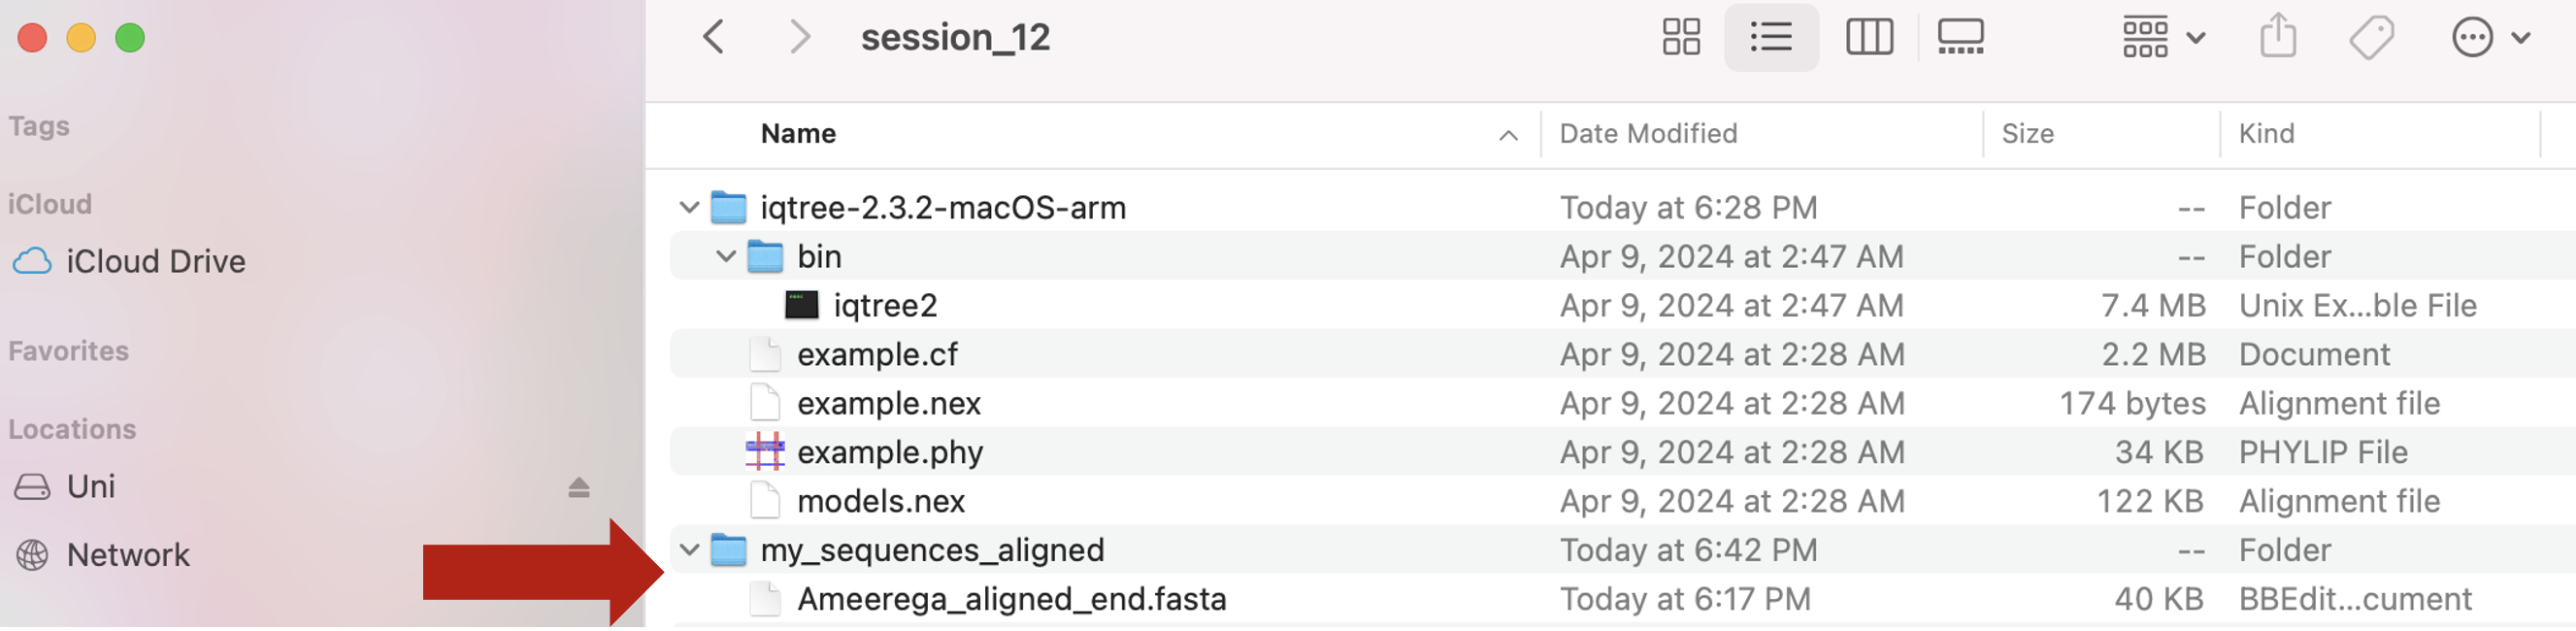 session_12
Tags
iCloud
iCloud Drive
Favorites
Locations
Uni
Network
Name Date Modified Size Kind
iqtree-2.3.2-macOS-arm Today at 6:28 PM -- Folder
bin Apr 9, 2024 at 2:47 AM -- Folder
iqtree2 Apr 9, 2024 at 2:47 AM 7.4 MB Unix Ex...ble File
example.cf Apr 9, 2024 at 2:28 AM 2.2 MB Document
example.nex Apr 9, 2024 at 2:28 AM 174 bytes Alignment file
example.phy Apr 9, 2024 at 2:28 AM 34 KB PHYLIP File
models.nex Apr 9, 2024 at 2:28 AM 122 KB Alignment file
my_sequences_aligned Today at 6:42 PM -- Folder
Ameerega_aligned_end.fasta Today at 6:17 PM 40 KB BBEdit...cument